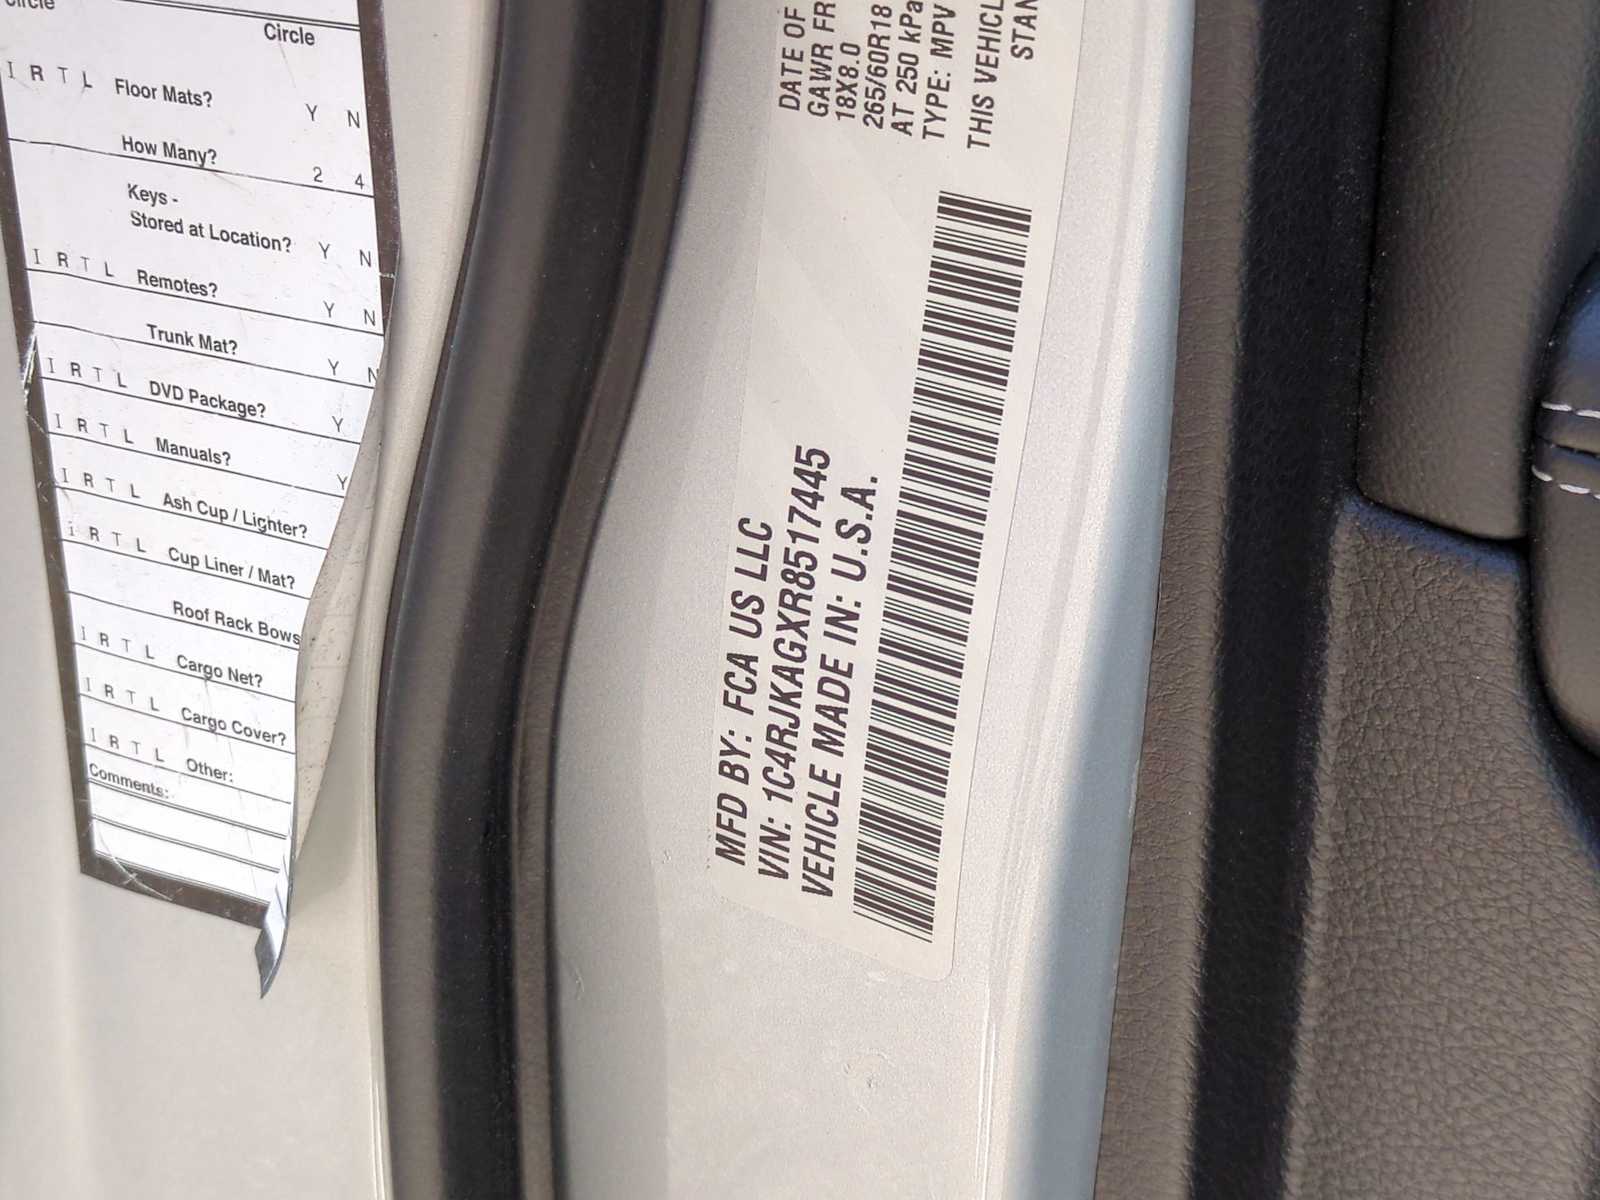 Circle
Circle
I R T L Floor Mats? Y N
How Many? 2 4
Keys -
Stored at Location? Y N
I R T L Remotes? Y N
Trunk Mat? Y N
I R T L DVD Package? Y
I R T L Manuals? Y
I R T L Ash Cup / Lighter?
I R T L Cup Liner / Mat?
Roof Rack Bows
I R T L Cargo Net?
I R T L Cargo Cover?
I R T L Other:
Comments:
MFD BY: FCA US LLC
VIN: 1C4RJKAGXR8517445
VEHICLE MADE IN: U.S.A.
DATE OF
GAWR FR
18X8.0
265/60R18
AT 250 kPa
TYPE: MPV
THIS VEHICL
STAN